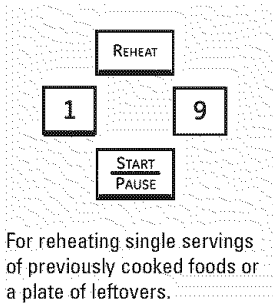 REHEAT
1 9
START
PAUSE
For reheating single servings
of previously cooked foods or
a plate of leftovers.